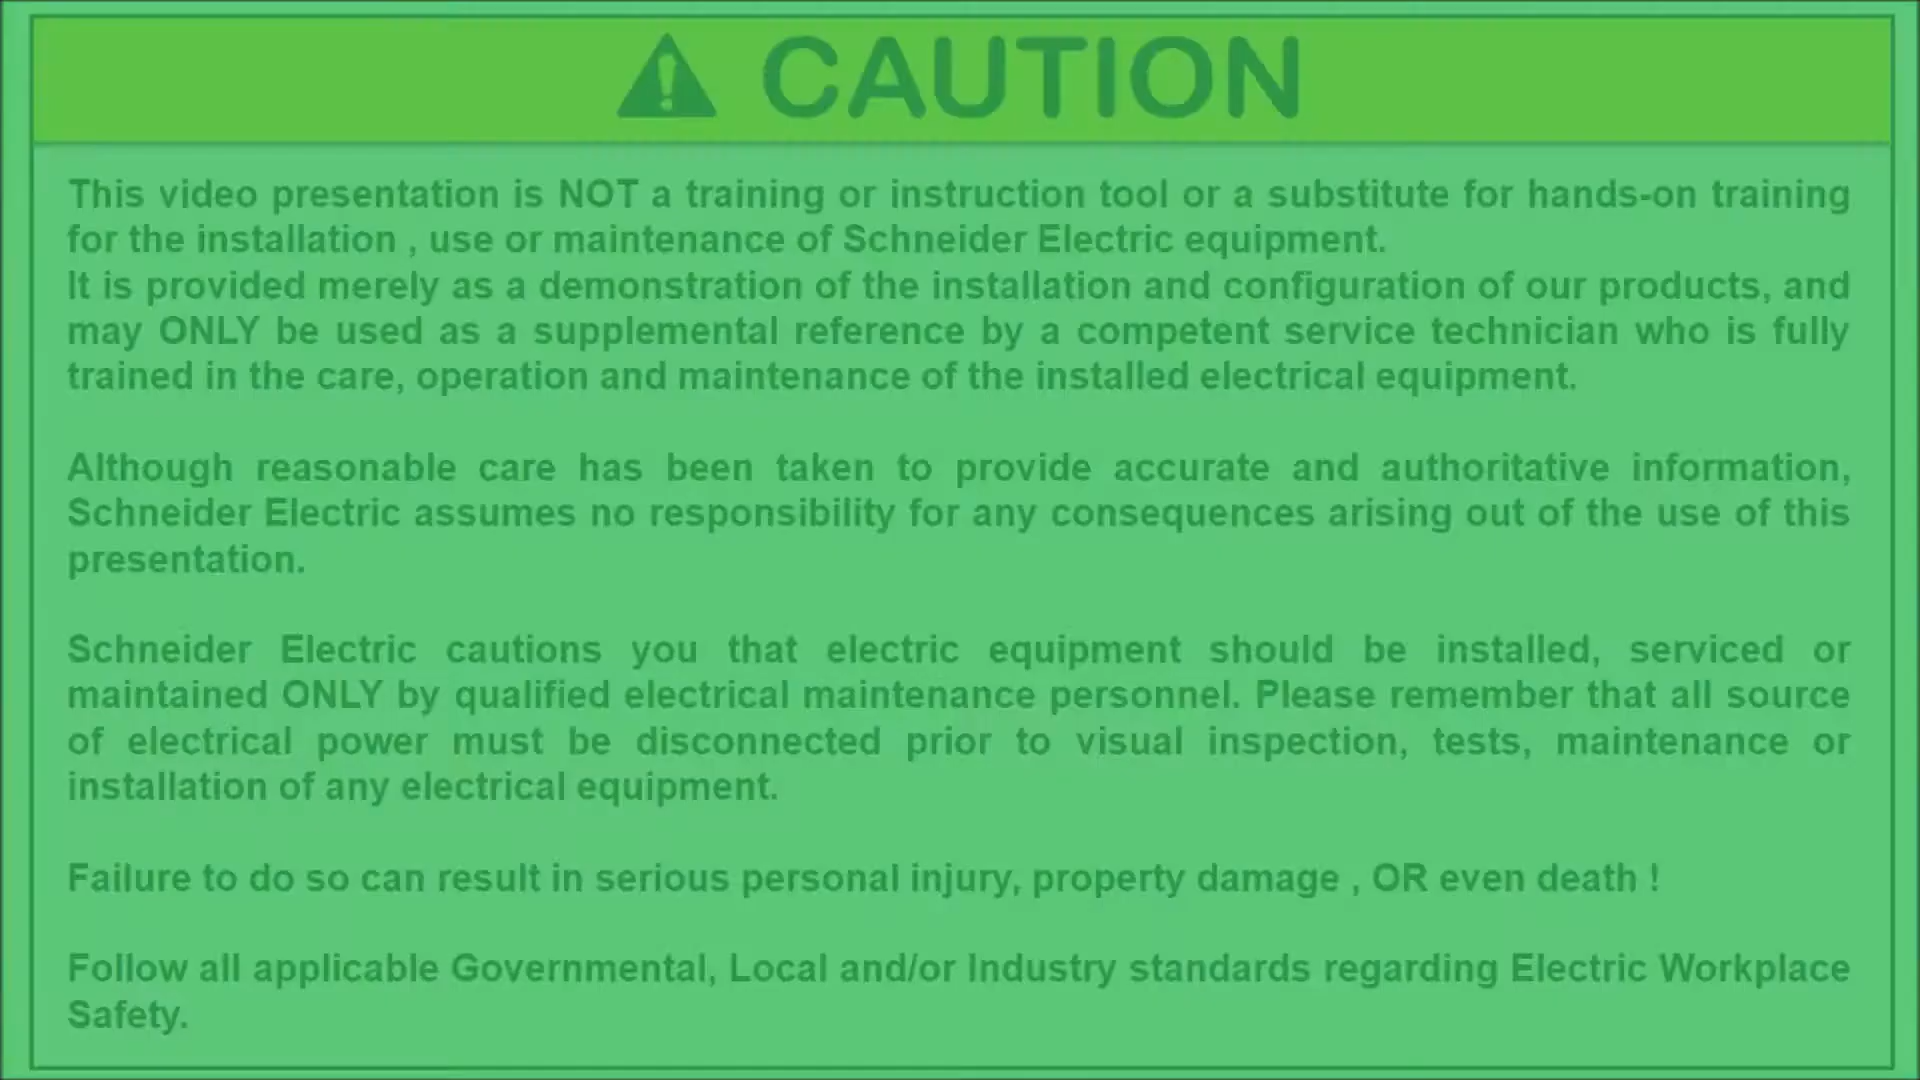 CAUTION
This video presentation is NOT a training or instruction tool or a substitute for hands-on training
for the installation , use or maintenance of Schneider Electric equipment.
It is provided merely as a demonstration of the installation and configuration of our products, and
may ONLY be used as a supplemental reference by a competent service technician who is fully
trained in the care, operation and maintenance of the installed electrical equipment.
Although reasonable care has been taken to provide accurate and authoritative information,
Schneider Electric assumes no responsibility for any consequences arising out of the use of this
presentation.
Schneider Electric cautions you that electric equipment should be installed, serviced or
maintained ONLY by qualified electrical maintenance personnel. Please remember that all source
of electrical power must be disconnected prior to visual inspection, tests, maintenance or
installation of any electrical equipment.
Failure to do so can result in serious personal injury, property damage , OR even death !
Follow all applicable Governmental, Local and/or Industry standards regarding Electric Workplace
Safety.